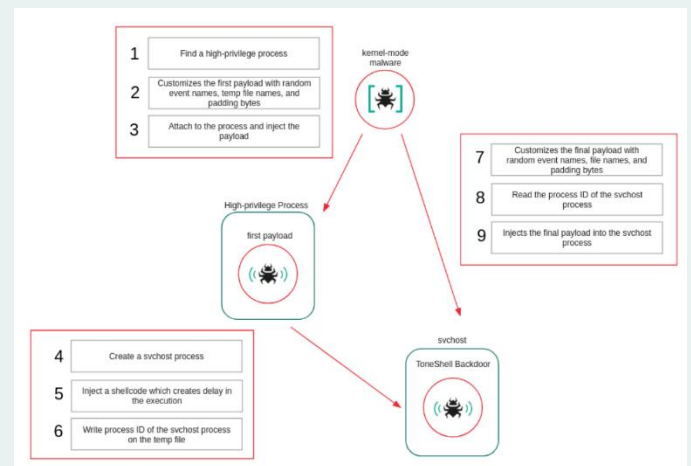 1
Find a high-privilege process
2
Customizes the first payload with random
event names, temp file names, and
padding bytes
3
Attach to the process and inject the
payload
kernel-mode
malware
7
Customizes the final payload with
random event names, file names, and
padding bytes
8
Read the process ID of the svchost
process
9
Injects the final payload into the svchost
process
High-privilege Process
first payload
4
Create a svchost process
5
Inject a shellcode which creates delay in
the execution
6
Write process ID of the svchost process
on the temp file
svchost
ToneShell Backdoor